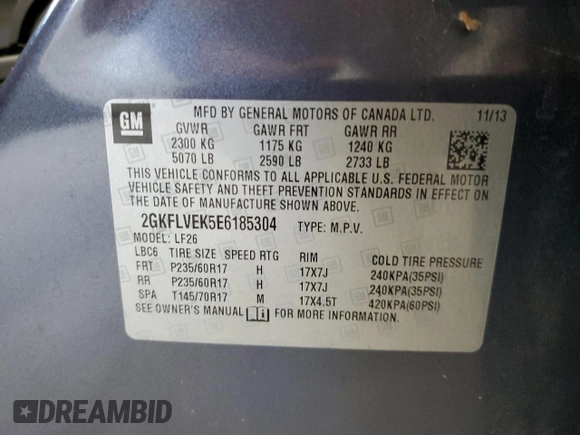 GM
MFD BY GENERAL MOTORS OF CANADA LTD. 11/13
GVWR GAWR FRT GAWR RR
2300 KG 1175 KG 1240 KG
5070 LB 2590 LB 2733 LB
THIS VEHICLE CONFORMS TO ALL APPLICABLE U.S. FEDERAL MOTOR
VEHICLE SAFETY AND THEFT PREVENTION STANDARDS IN EFFECT ON
THE DATE OF MANUFACTURE SHOWN ABOVE.
2GKFLVEK5E6185304 TYPE: M.P.V.
MODEL: LF26
LBC6 TIRE SIZE SPEED RTG RIM COLD TIRE PRESSURE
FRT P235/60R17 H 17X7J 240KPA(35PSI)
RR P235/60R17 H 17X7J 240KPA(35PSI)
SPA T145/70R17 M 17X4.5T 420KPA(60PSI)
SEE OWNER'S MANUAL i FOR MORE INFORMATION.
DREAMBID